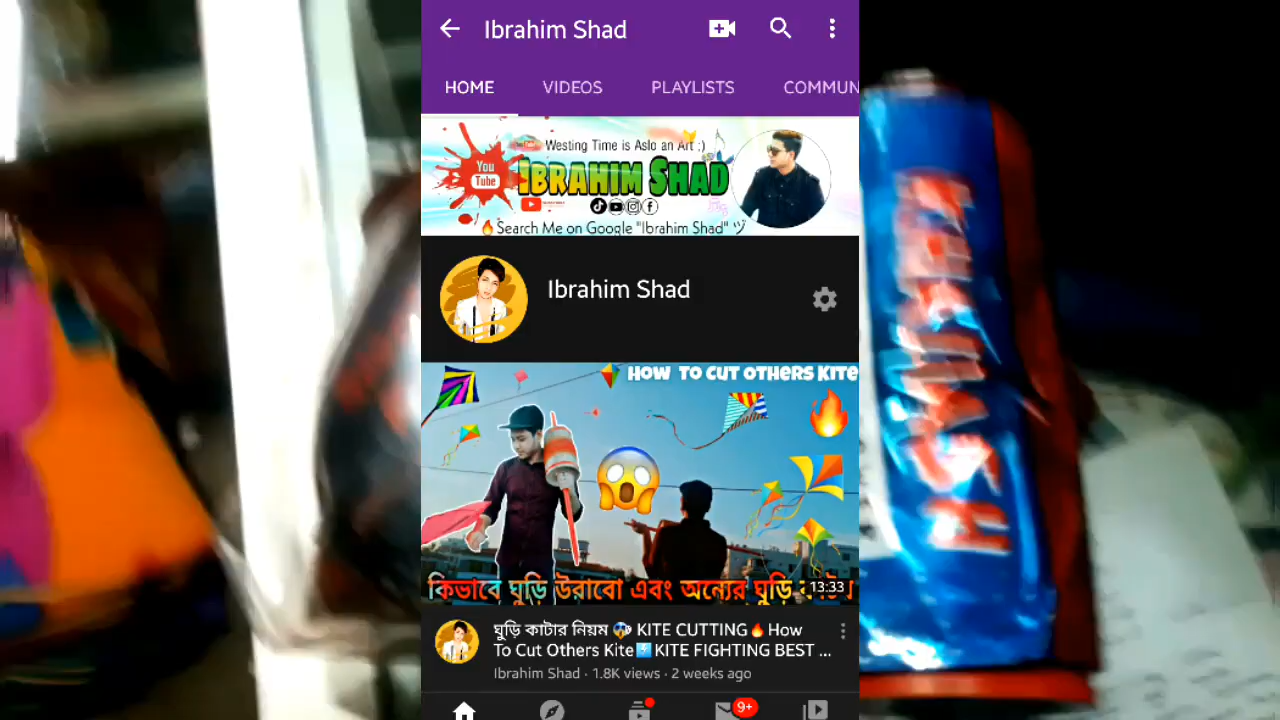 Ibrahim Shad
HOME VIDEOS PLAYLISTS COMMUN
Westing Time is Aslo an Art :)
You
Tube
IBRAHIM SHAD
🔥Search Me on Google "Ibrahim Shad" ツ
Ibrahim Shad
HOW TO CUT OTHERS KITE
কিভাবে ঘুড়ি উরাবো এবং অন্যের ঘুড়ি
13:33
ঘুড়ি কাটার নিয়ম 😱 KITE CUTTING🔥How
To Cut Others Kite⚡KITE FIGHTING BEST ...
Ibrahim Shad · 1.8K views · 2 weeks ago
9+